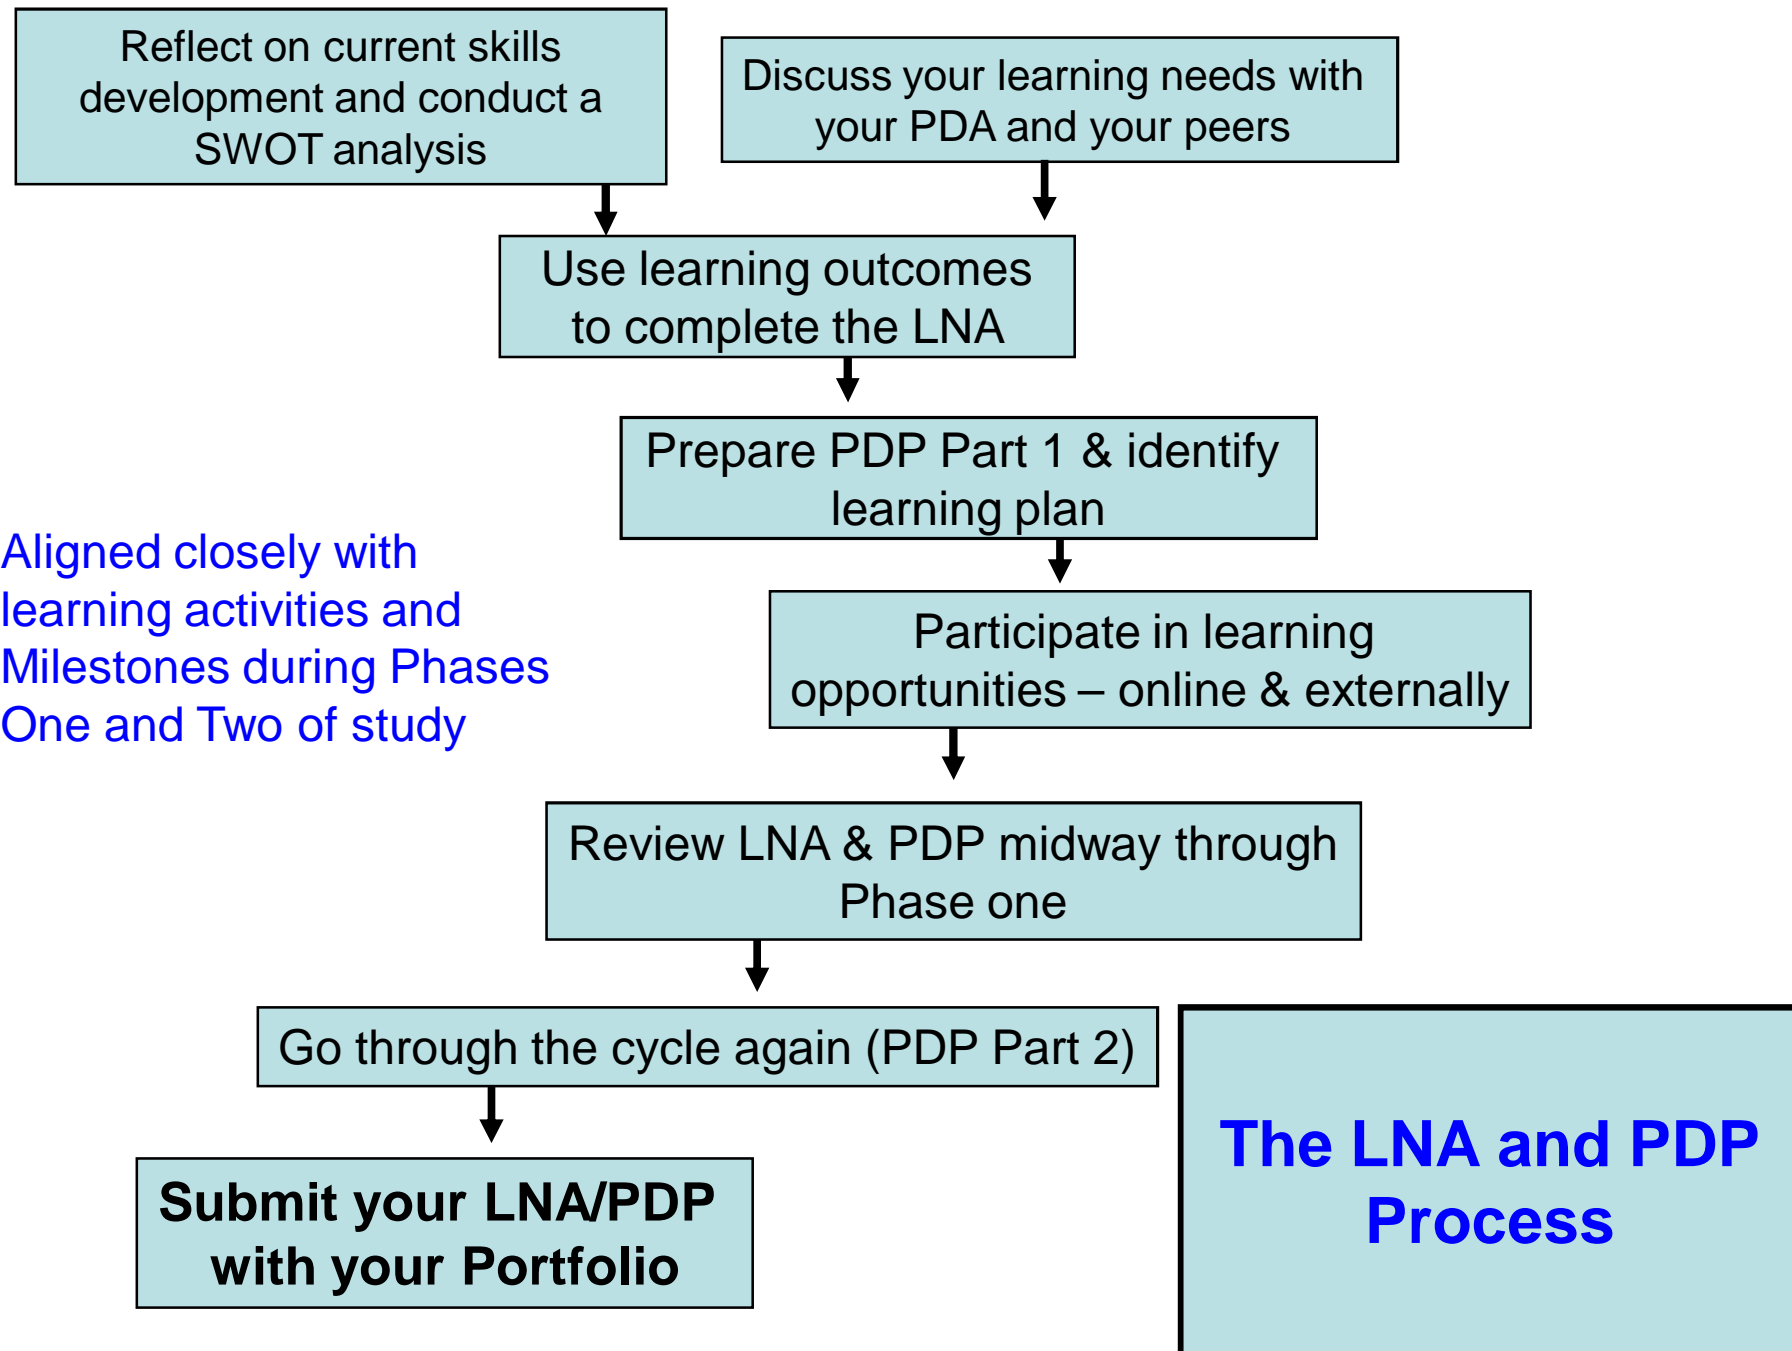 Reflect on current skills
development and conduct a
SWOT analysis
Discuss your learning needs with
your PDA and your peers
Use learning outcomes
to complete the LNA
Prepare PDP Part 1 & identify
learning plan
Aligned closely with
learning activities and
Milestones during Phases
One and Two of study
Participate in learning
opportunities – online & externally
Review LNA & PDP midway through
Phase one
Go through the cycle again (PDP Part 2)
Submit your LNA/PDP
with your Portfolio
The LNA and PDP
Process